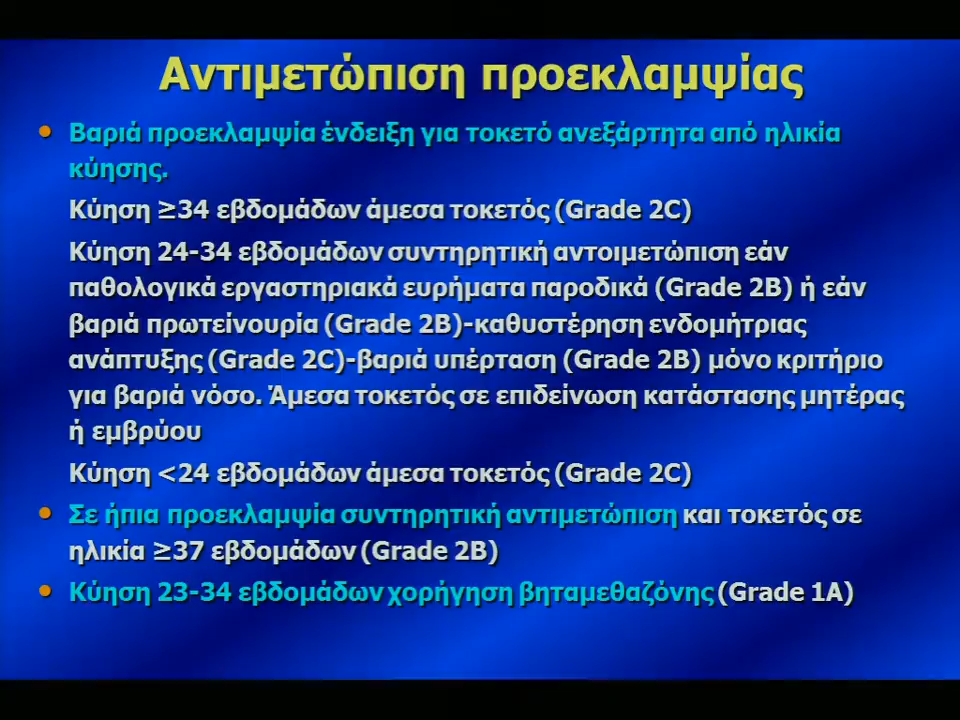 Αντιμετώπιση προεκλαμψίας
• Βαριά προεκλαμψία ένδειξη για τοκετό ανεξάρτητα από ηλικία
κύησης.
Κύηση ≥34 εβδομάδων άμεσα τοκετός (Grade 2C)
Κύηση 24-34 εβδομάδων συντηρητική αντοιμετώπιση εάν
παθολογικά εργαστηριακά ευρήματα παροδικά (Grade 2B) ή εάν
βαριά πρωτείνουρία (Grade 2B)-καθυστέρηση ενδομήτριας
ανάπτυξης (Grade 2C)-βαριά υπέρταση (Grade 2B) μόνο κριτήριο
για βαριά νόσο. Άμεσα τοκετός σε επιδείνωση κατάστασης μητέρας
ή εμβρύου
Κύηση <24 εβδομάδων άμεσα τοκετός (Grade 2C)
• Σε ήπια προεκλαμψία συντηρητική αντιμετώπιση και τοκετός σε
ηλικία ≥37 εβδομάδων (Grade 2B)
• Κύηση 23-34 εβδομάδων χορήγηση βηταμεθαζόνης (Grade 1A)